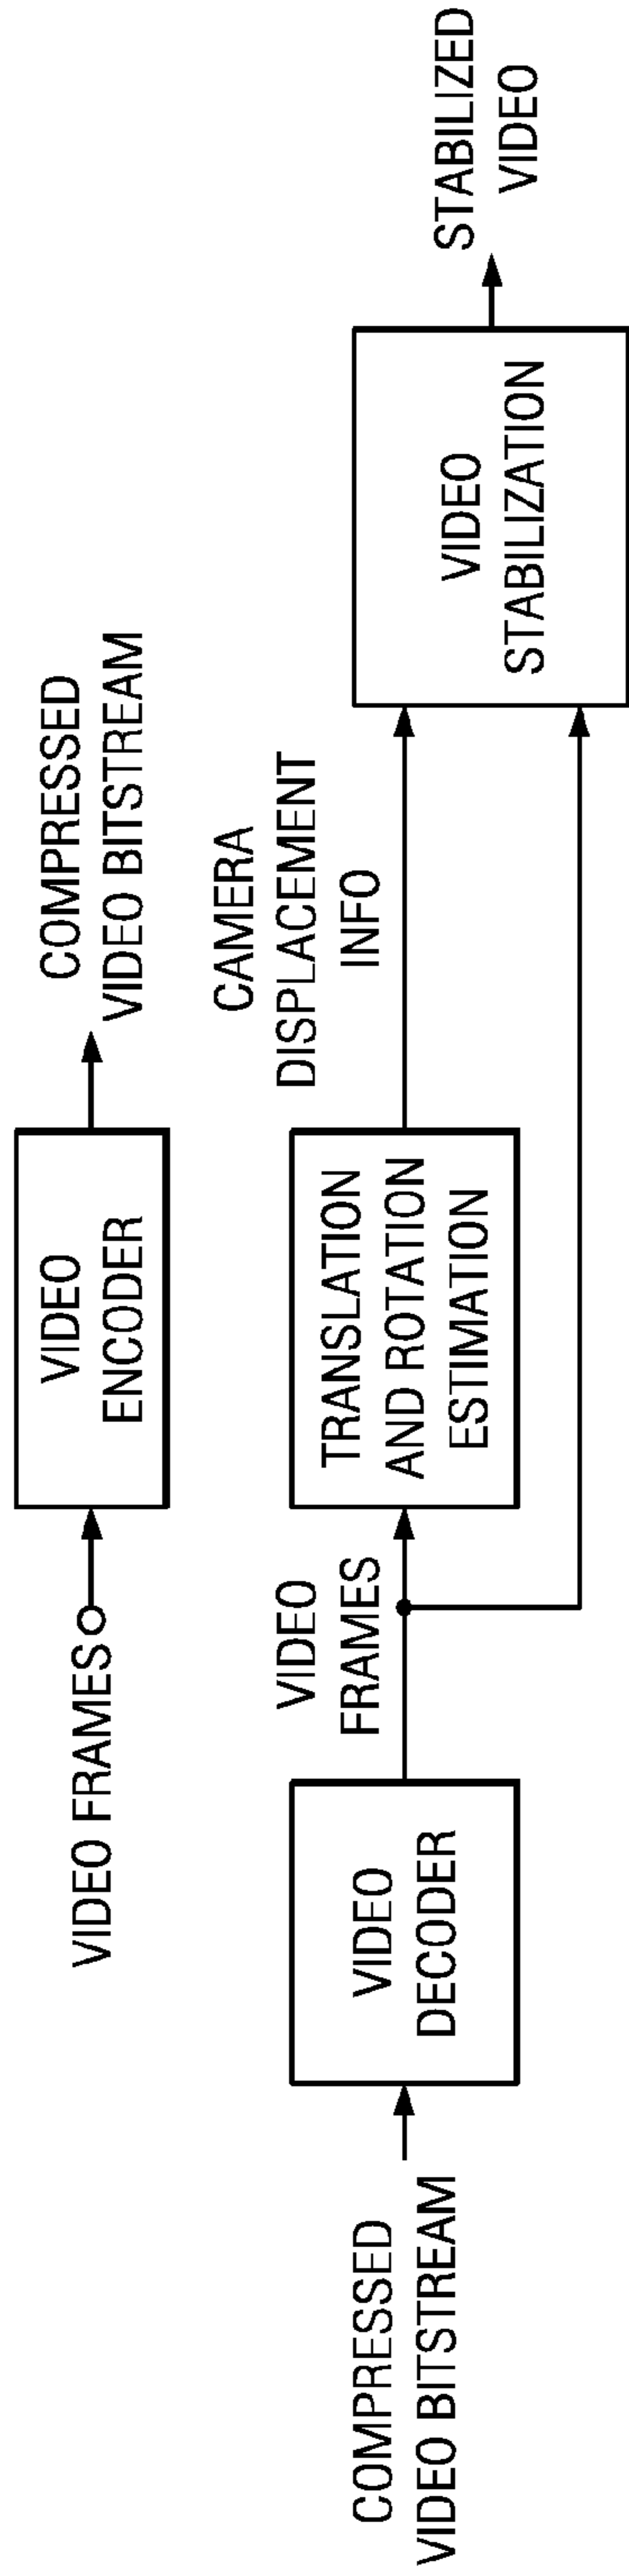 VIDEO FRAMES
VIDEO
ENCODER
COMPRESSED
VIDEO BITSTREAM
COMPRESSED
VIDEO BITSTREAM
VIDEO
DECODER
VIDEO
FRAMES
TRANSLATION
AND ROTATION
ESTIMATION
CAMERA
DISPLACEMENT
INFO
VIDEO
STABILIZATION
STABILIZED
VIDEO